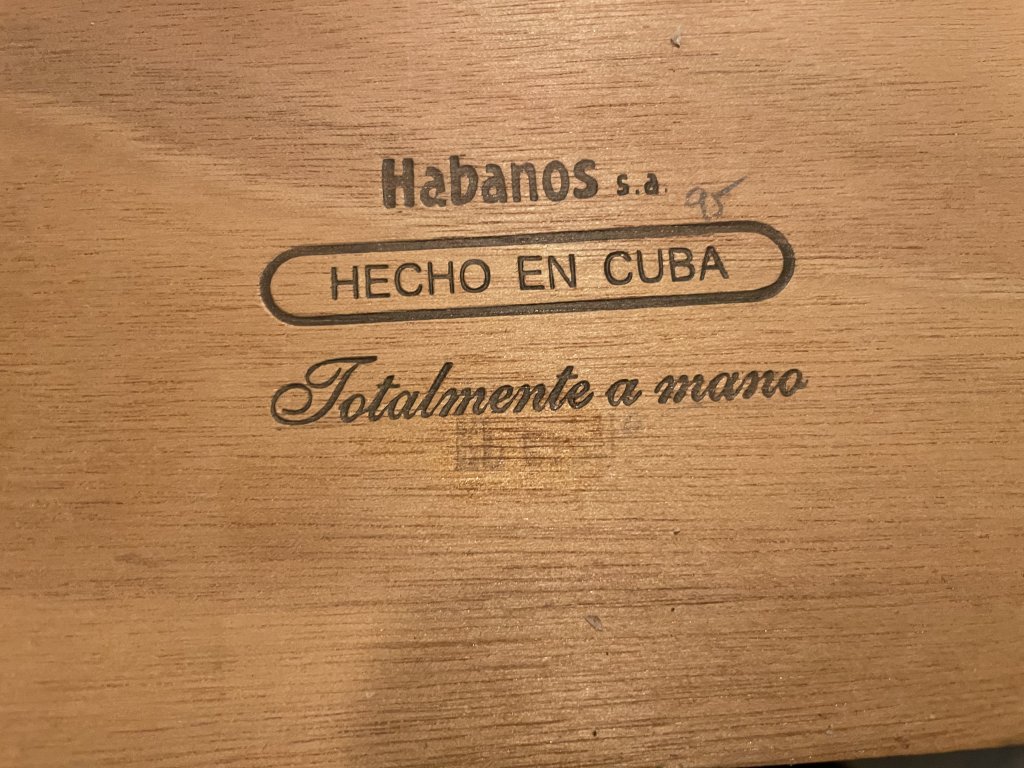 Habanos s.a.
95
HECHO EN CUBA
Totalmente a mano